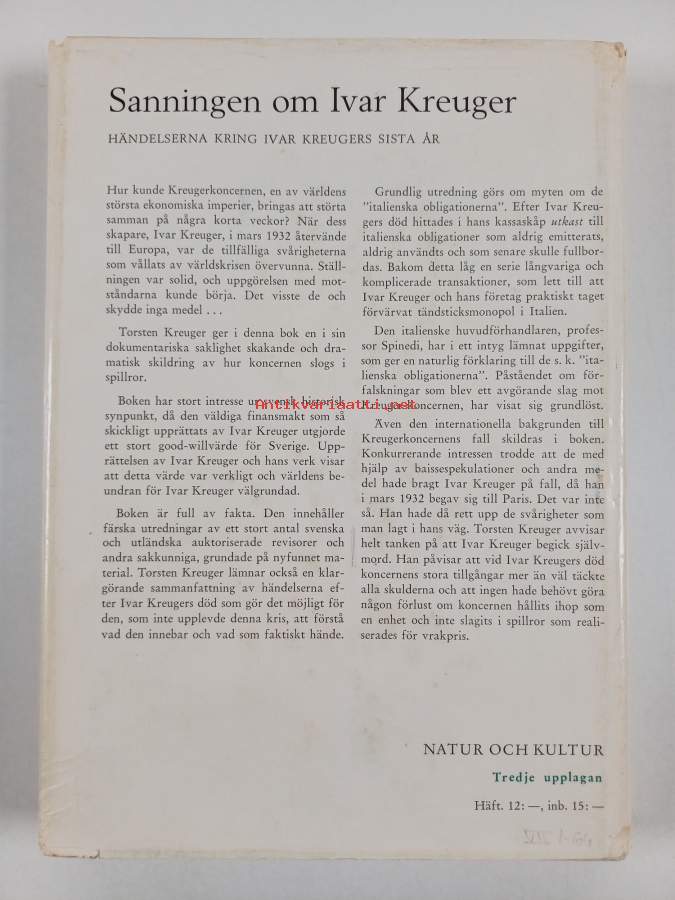 Sanningen om Ivar Kreuger
HÄNDELSERNA KRING IVAR KREUGERS SISTA ÅR
Hur kunde Kreugerkoncernen, en av världens
största ekonomiska imperier, bringas att störta
samman på några korta veckor? När dess
skapare, Ivar Kreuger, i mars 1932 återvände
till Europa, var de tillfälliga svårigheterna
som vållats av världskrisen övervunna. Ställ-
ningen var solid, och uppgörelsen med mot-
ståndarna kunde börja. Det visste de och
skydde inga medel . . .
Torsten Kreuger ger i denna bok en i sin
dokumentariska saklighet skakande och dra-
matisk skildring av hur koncernen slogs i
spillror.
Boken har stort intresse ur svensk historisk
synpunkt, då den väldiga finansmakt som så
skickligt upprättats av Ivar Kreuger utgjorde
ett stort good-willvärde för Sverige. Upp-
rättelsen av Ivar Kreuger och hans verk visar
att detta värde var verkligt och världens be-
undran för Ivar Kreuger välgrundad.
Boken är full av fakta. Den innehåller
färska utredningar av ett stort antal svenska
och utländska auktoriserade revisorer och
andra sakkunniga, grundade på nyfunnet ma-
terial. Torsten Kreuger lämnar också en klar-
görande sammanfattning av händelserna ef-
ter Ivar Kreugers död som gör det möjligt för
den, som inte upplevde denna kris, att förstå
vad den innebar och vad som faktiskt hände.
Grundlig utredning görs om myten om de
"italienska obligationerna". Efter Ivar Kreu-
gers död hittades i hans kassaskåp utkast till
italienska obligationer som aldrig emitterats,
aldrig använts och som senare skulle fullbor-
das. Bakom detta låg en serie långvariga och
komplicerade transaktioner, som lett till att
Ivar Kreuger och hans företag praktiskt taget
förvärvat tändsticksmonopol i Italien.
Den italienske huvudförhandlaren, profes-
sor Spinedi, har i ett intyg lämnat uppgifter,
som ger en naturlig förklaring till de s. k. "ita-
lienska obligationerna". Påståendet om för-
falskningar som blev ett avgörande slag mot
Kreugerkoncernen, har visat sig grundlöst.
Även den internationella bakgrunden till
Kreugerkoncernens fall skildras i boken.
Konkurrerande intressen trodde att de med
hjälp av baissespekulationer och andra me-
del hade bragt Ivar Kreuger på fall, då han
i mars 1932 begav sig till Paris. Det var inte
så. Han hade då rett upp de svårigheter som
man lagt i hans väg. Torsten Kreuger avvisar
helt tanken på att Ivar Kreuger begick själv-
mord. Han påvisar att vid Ivar Kreugers död
koncernens stora tillgångar mer än väl täckte
alla skulderna och att ingen hade behövt göra
någon förlust om koncernen hållits ihop som
en enhet och inte slagits i spillror som reali-
serades för vrakpris.
Antikvariaatti.net
NATUR OCH KULTUR
Tredje upplagan
Häft. 12: —, inb. 15: —